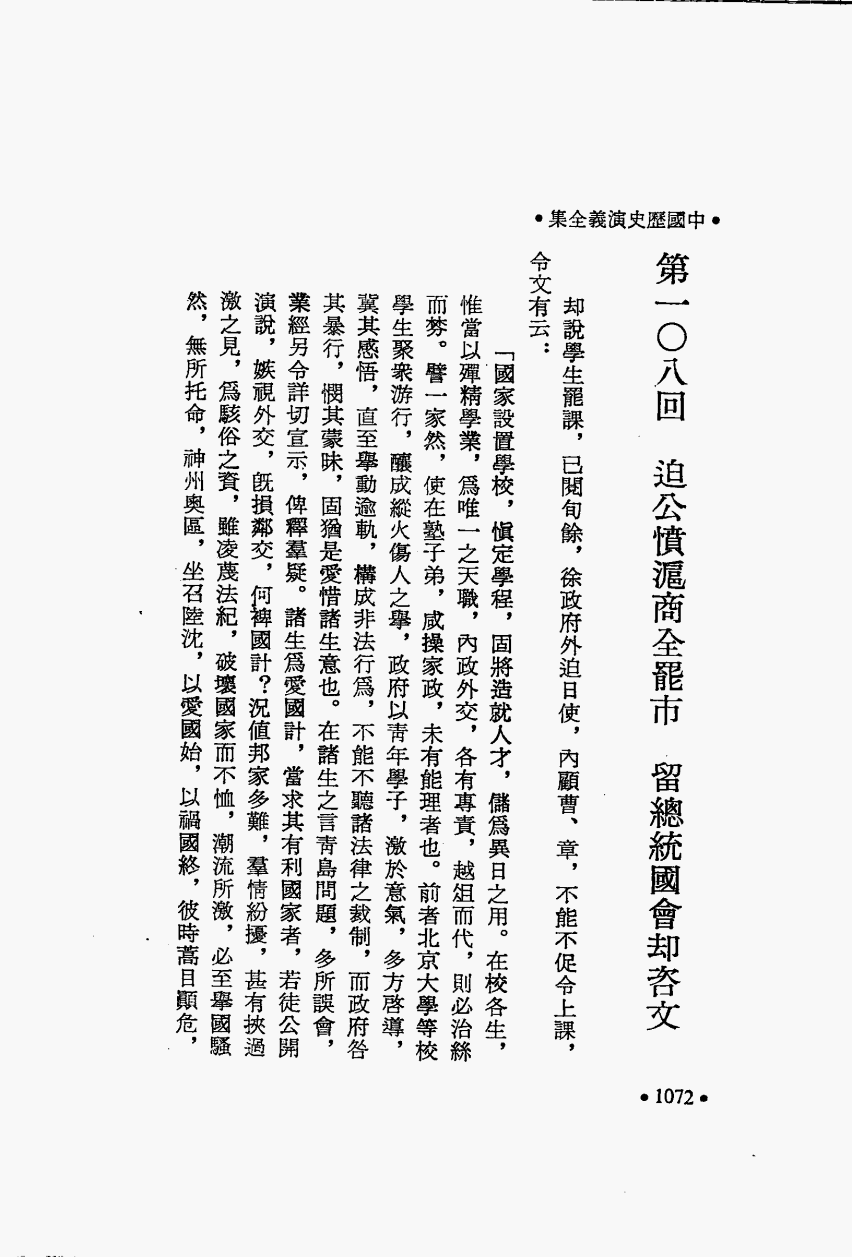 •中國歷史演義全集•
第一〇八回　迫公憤滬商全罷市　留總統國會却咨文
却說學生罷課，已閱旬餘，徐政府外迫日使，內顧曹、章，不能不促令上課，
令文有云：
「國家設置學校，慎定學程，固將造就人才，儲爲異日之用。在校各生，
惟當以殫精學業，爲唯一之天職，內政外交，各有專責，越俎而代，則必治絲
而棼。譬一家然，使在塾子弟，咸操家政，未有能理者也。前者北京大學等校
學生聚衆游行，釀成縱火傷人之舉，政府以靑年學子，激於意氣，多方啓導，
冀其感悟，直至舉動逾軌，構成非法行爲，不能不聽諸法律之裁制，而政府咎
其暴行，憫其蒙昧，固猶是愛惜諸生意也。在諸生之言靑島問題，多所誤會，
業經另令詳切宣示，俾釋羣疑。諸生爲愛國計，當求其有利國家者，若徒公開
演說，嫉視外交，旣損鄰交，何裨國計？況値邦家多難，羣情紛擾，甚有挾過
激之見，爲駭俗之資，雖凌蔑法紀，破壞國家而不恤，潮流所激，必至舉國騷
然，無所托命，神州奧區，坐召陸沈，以愛國始，以禍國終，彼時蒿目顚危，
•1072•